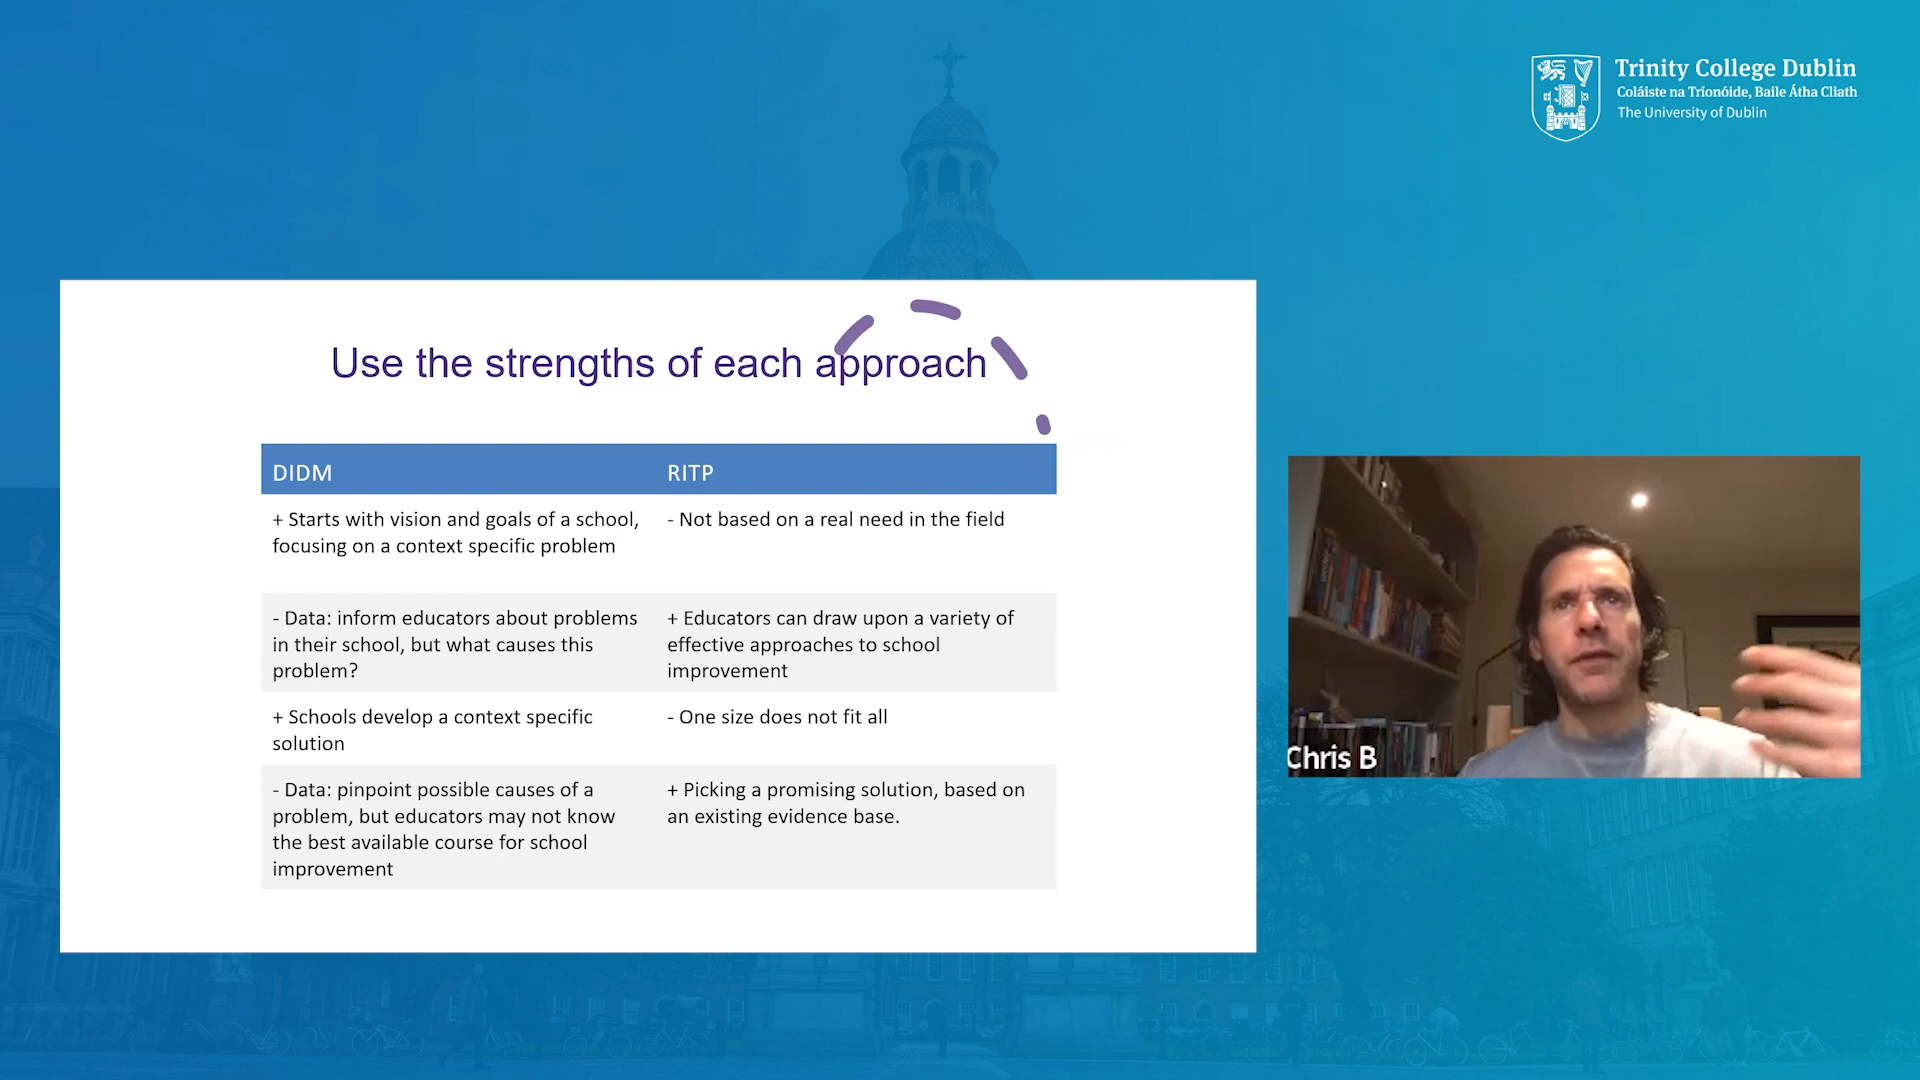 Trinity College Dublin
Coláiste na Tríonóide, Baile Átha Cliath
The University of Dublin
Use the strengths of each approach
DIDM
RITP
+ Starts with vision and goals of a school,
focusing on a context specific problem
- Not based on a real need in the field
- Data: inform educators about problems
in their school, but what causes this
problem?
+ Educators can draw upon a variety of
effective approaches to school
improvement
+ Schools develop a context specific
solution
- One size does not fit all
- Data: pinpoint possible causes of a
problem, but educators may not know
the best available course for school
improvement
+ Picking a promising solution, based on
an existing evidence base.
Chris B